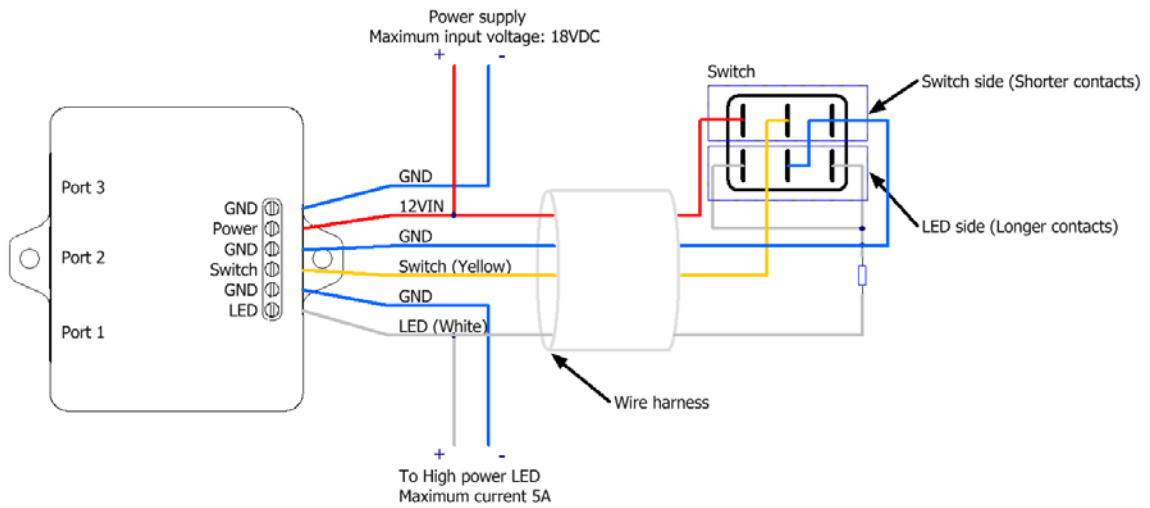 Power supply
Maximum input voltage: 18VDC
+ -
Switch
Switch side (Shorter contacts)
Port 3
GND
12VIN
GND
Power
LED side (Longer contacts)
GND
GND
Port 2
Switch
Switch (Yellow)
GND
GND
LED
LED (White)
Port 1
Wire harness
+ -
To High power LED
Maximum current 5A